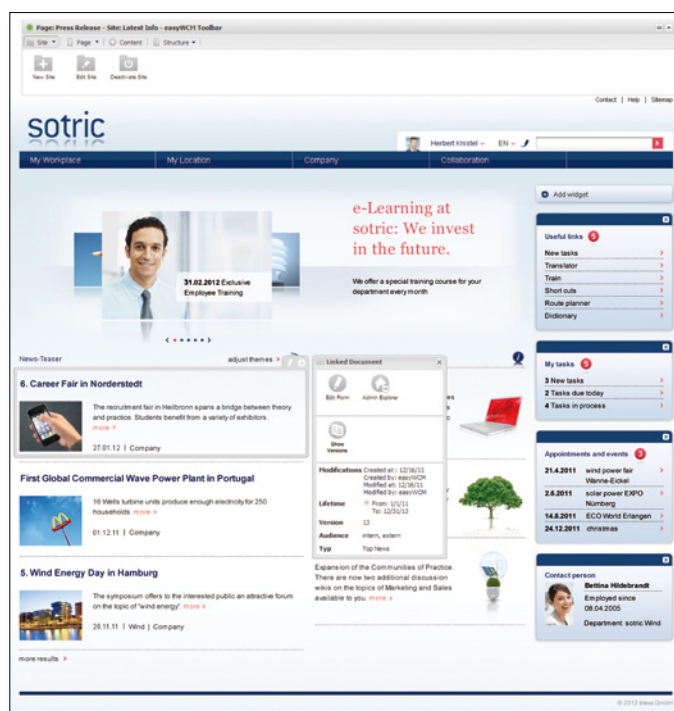 Page: Press Release - Site: Latest Info - easyWCM Toolbar
Site
Page
Content
Structure
New Site
Edit Site
Deactivate Site
Contact | Help | Sitemap
sotric
Herbert Knistel
EN
My Workplace
My Location
Company
Collaboration
e-Learning at
sotric: We invest
in the future.
We offer a special training course for your
department every month
31.02.2012 Exclusive
Employee Training
Add widget
Useful links 5
New tasks
Translator
Train
Short cuts
Route planner
Dictionary
News-Teaser
adjust themes
6. Career Fair in Norderstedt
The recruitment fair in Heilbronn spans a bridge between theory
and practice. Students benefit from a variety of exhibitors.
more
27.01.12 | Company
First Global Commercial Wave Power Plant in Portugal
16 Wells turbine units produce enough electricity for 250
households. more
01.12.11 | Company
5. Wind Energy Day in Hamburg
The symposium offers to the interested public an attractive forum
on the topic of "wind energy". more
28.11.11 | Wind | Company
more results
Linked Document
Edit Form
Admin Explorer
Show
Versions
Modifications Created at : 12/16/11
Created by: easyWCM
Modified at: 12/16/11
Modified by: easyWCM
Lifetime From: 1/1/11
To: 12/31/13
Version 13
Audience intern, extern
Typ Top News
Expansion of the Communities of Practice.
There are now two additional discussion
wikis on the topics of Marketing and Sales
available to you. more
My tasks 5
3 New tasks
2 Tasks due today
4 Tasks in process
Appointments and events 3
21.4.2011 wind power fair
Wanne-Eickel
2.6.2011 solar power EXPO
Nürnberg
14.8.2011 ECO World Erlangen
24.12.2011 christmas
Contact person
Bettina Hildebrandt
Employed since
08.04.2005
Department: sotric Wind